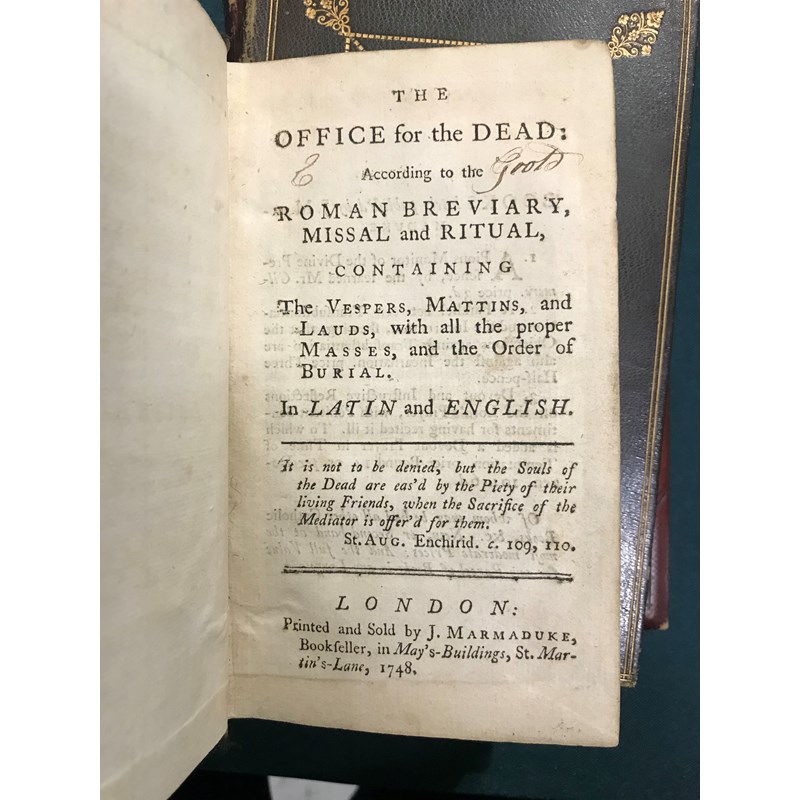 THE
OFFICE for the DEAD:
According to the
ROMAN BREVIARY,
MISSAL and RITUAL,
CONTAINING
The VESPERS, MATTINS, and
LAUDS, with all the proper
MASSES, and the Order of
BURIAL.
In LATIN and ENGLISH.
It is not to be denied, but the Souls of
the Dead are eas'd by the Piety of their
living Friends, when the Sacrifice of the
Mediator is offer'd for them.
St. AUG. Enchirid. c. 109, 110.
LONDON:
Printed and Sold by J. MARMADUKE,
Bookſeller, in May's-Buildings, St. Mar-
tin's-Lane, 1748.